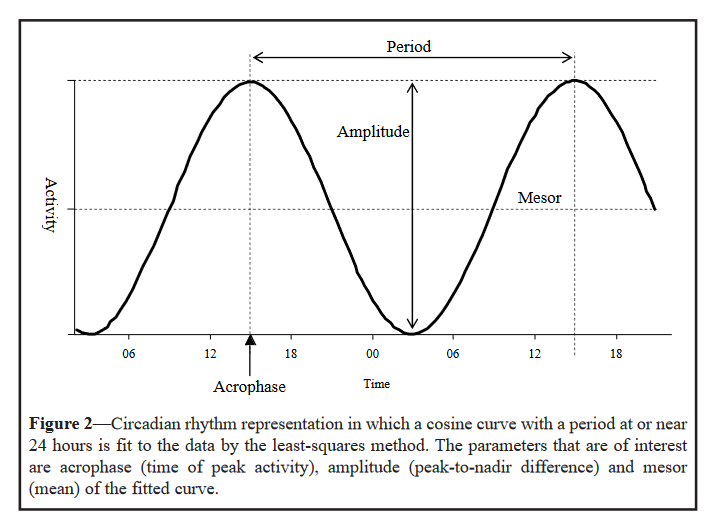 Period
Amplitude
Activity
Mesor
06 12 18 00 06 12 18
Acrophase
Time
Figure 2—Circadian rhythm representation in which a cosine curve with a period at or near
24 hours is fit to the data by the least-squares method. The parameters that are of interest
are acrophase (time of peak activity), amplitude (peak-to-nadir difference) and mesor
(mean) of the fitted curve.